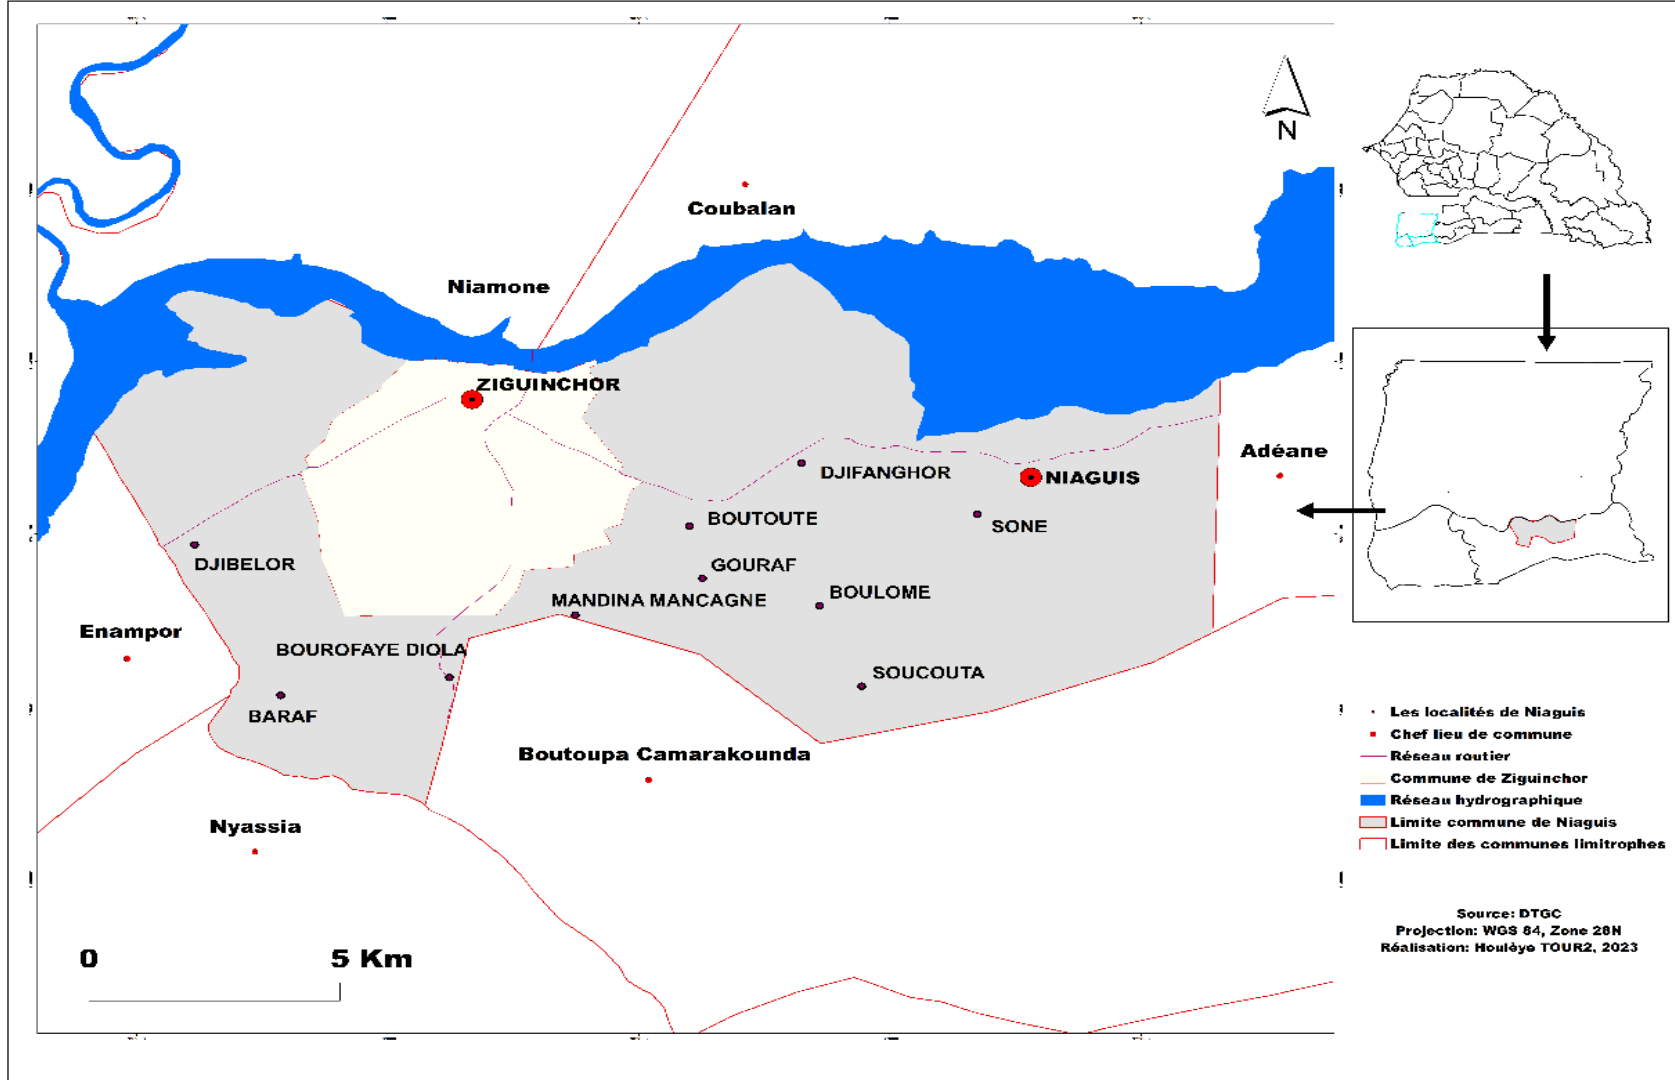 N
Coubalan
Niamone
ZIGUINCHOR
Adéane
DJIFANGHOR
NIAGUIS
BOUTOUTE
SONE
DJIBELOR
GOURAF
BOULOME
MANDINA MANCAGNE
Enampor
BOUROFAYE DIOLA
SOUCOUTA
BARAF
Boutoupa Camarakounda
Nyassia
0 5 Km
Les localités de Niaguis
Chef lieu de commune
Réseau routier
Commune de Ziguinchor
Réseau hydrographique
Limite commune de Niaguis
Limite des communes limitrophes
Source: DTGC
Projection: WGS 84, Zone 28N
Réalisation: Houlèye TOUR2, 2023